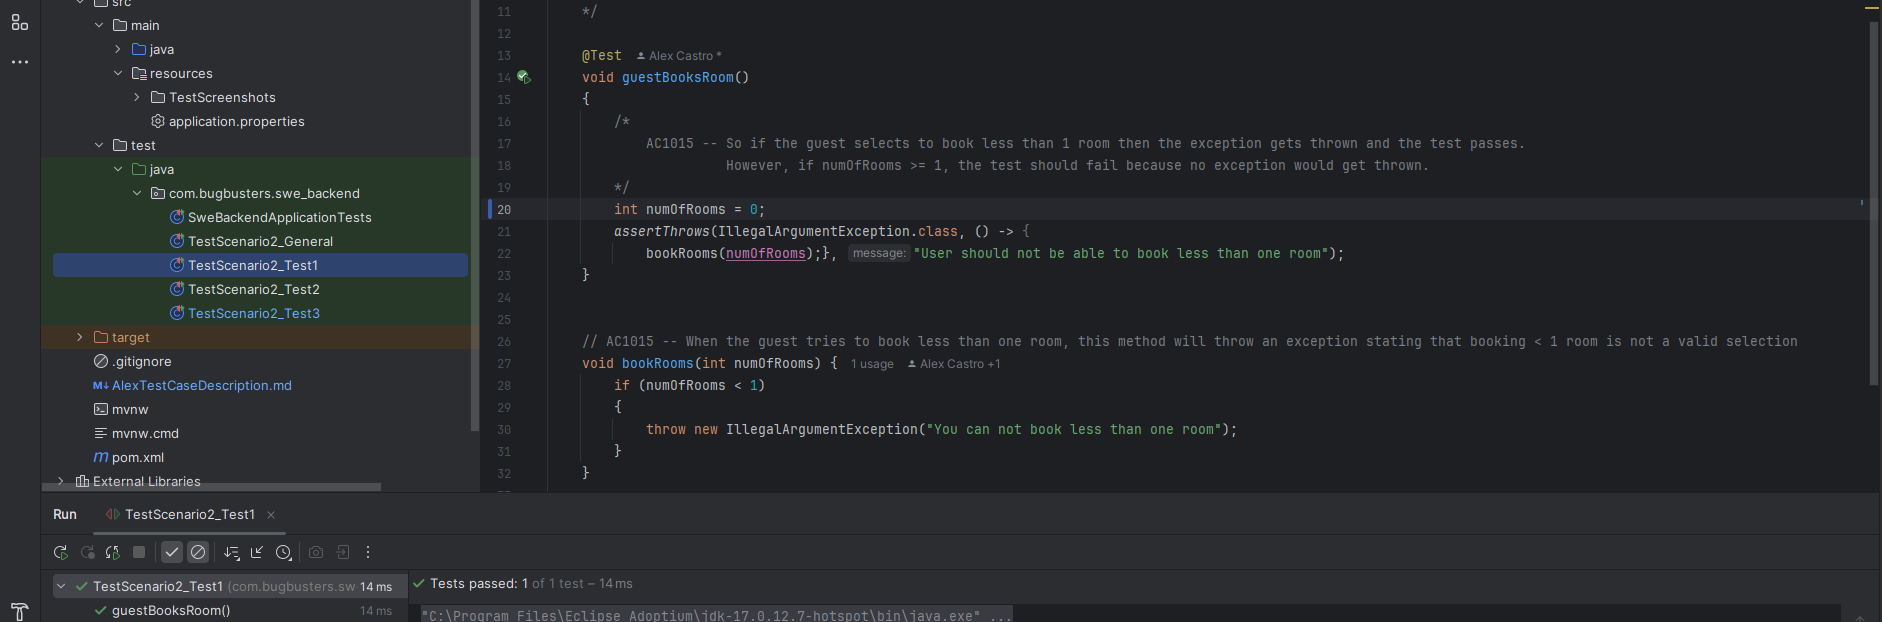 src
main
java
resources
TestScreenshots
application.properties
test
java
com.bugbusters.swe_backend
SweBackendApplicationTests
TestScenario2_General
TestScenario2_Test1
TestScenario2_Test2
TestScenario2_Test3
target
.gitignore
M↓ AlexTestCaseDescription.md
mvnw
mvnw.cmd
m pom.xml
External Libraries
11 */
12
13 @Test Alex Castro *
14 void guestBooksRoom()
15 {
16 /*
17 AC1015 -- So if the guest selects to book less than 1 room then the exception gets thrown and the test passes.
18 However, if numOfRooms >= 1, the test should fail because no exception would get thrown.
19 */
20 int numOfRooms = 0;
21 assertThrows(IllegalArgumentException.class, () -> {
22 bookRooms(numOfRooms);}, message: "User should not be able to book less than one room");
23 }
24
25
26 // AC1015 -- When the guest tries to book less than one room, this method will throw an exception stating that booking < 1 room is not a valid selection
27 void bookRooms(int numOfRooms) { 1 usage Alex Castro +1
28 if (numOfRooms < 1)
29 {
30 throw new IllegalArgumentException("You can not book less than one room");
31 }
32 }
Run TestScenario2_Test1 ×
TestScenario2_Test1 (com.bugbusters.sw 14 ms
guestBooksRoom() 14 ms
Tests passed: 1 of 1 test – 14 ms
"C:\Program Files\Eclipse Adoptium\jdk-17.0.12.7-hotspot\bin\java.exe" ...